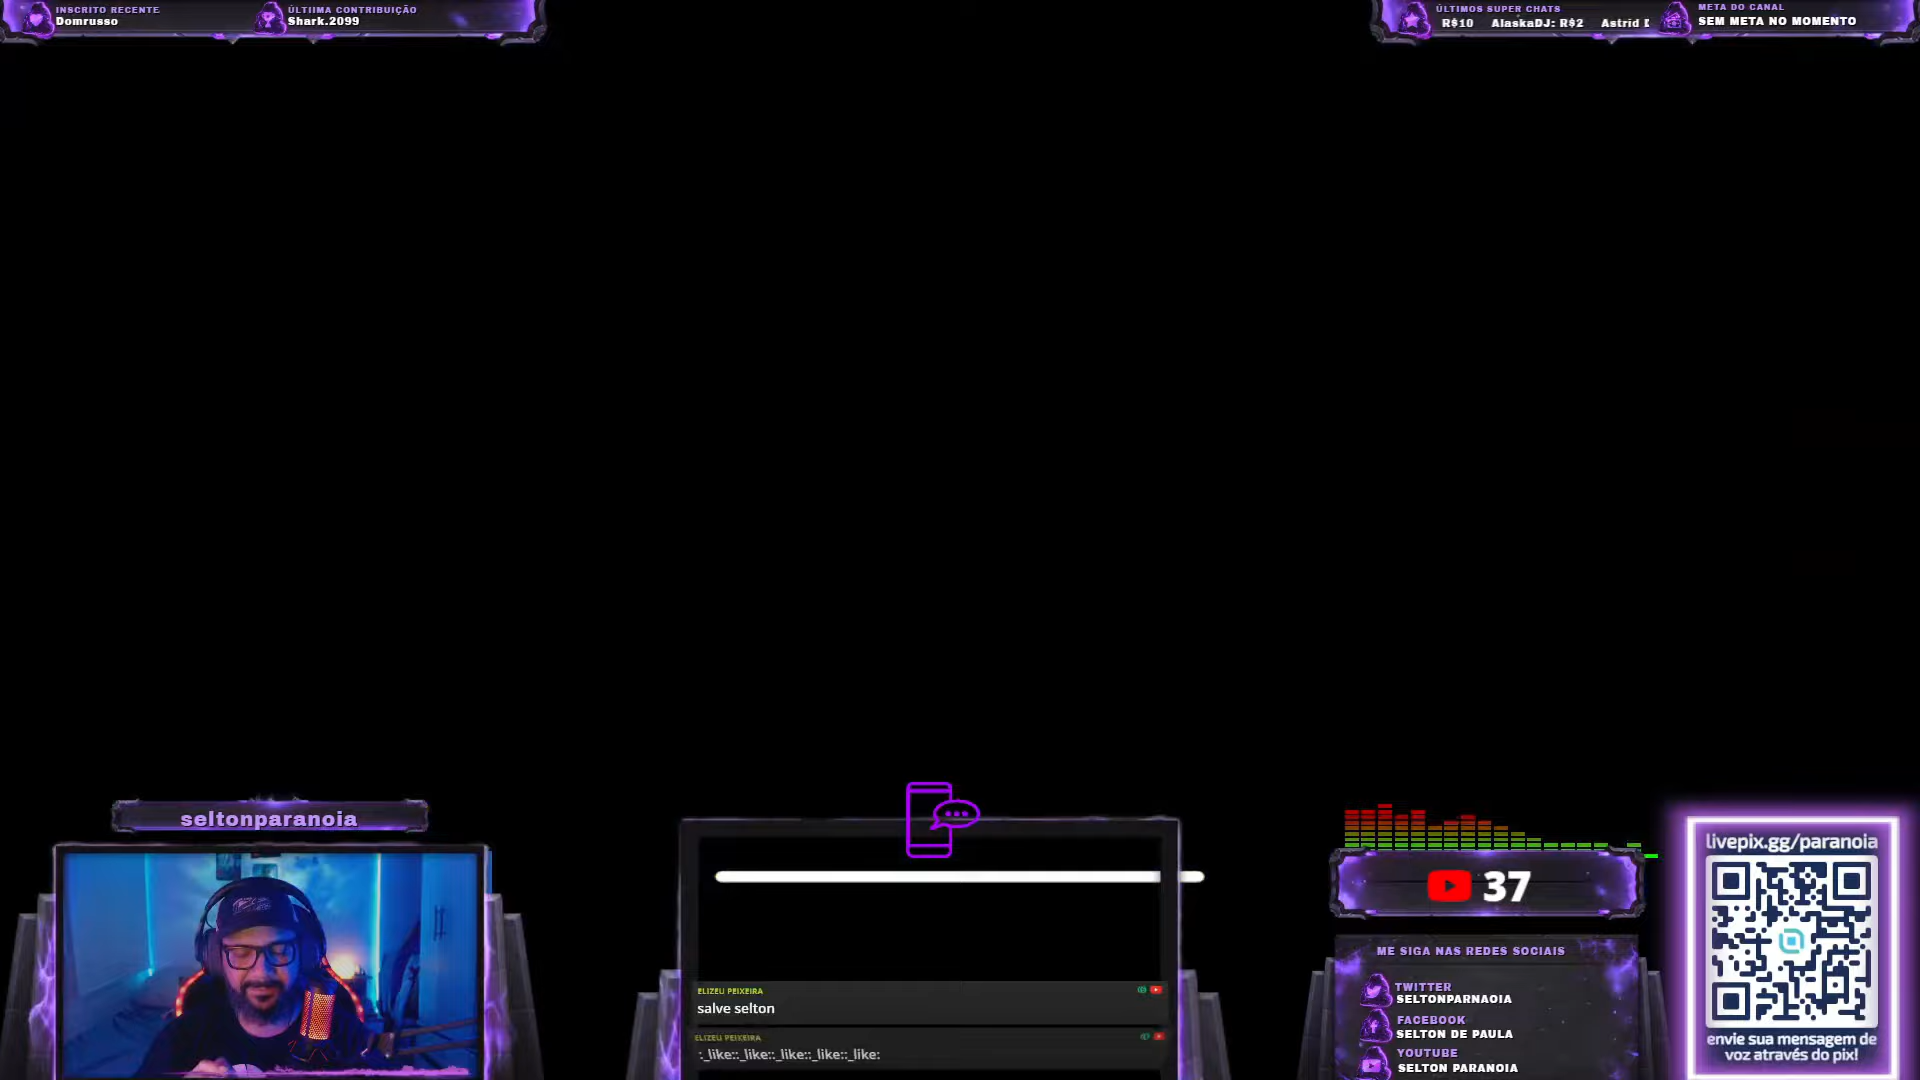 INSCRITO RECENTE
Domrusso
ÚLTIIMA CONTRIBUIÇÃO
Shark.2099
ÚLTIMOS SUPER CHATS
R$10 AlaskaDJ: R$2 Astrid
META DO CANAL
SEM META NO MOMENTO
seltonparanoia
ELIZEU PEIXEIRA
salve selton
ELIZEU PEIXEIRA
:_like::_like::_like::_like::_like:
37
ME SIGA NAS REDES SOCIAIS
TWITTER
SELTONPARNAOIA
FACEBOOK
SELTON DE PAULA
YOUTUBE
SELTON PARANOIA
livepix.gg/paranoia
envie sua mensagem de
voz através do pix!